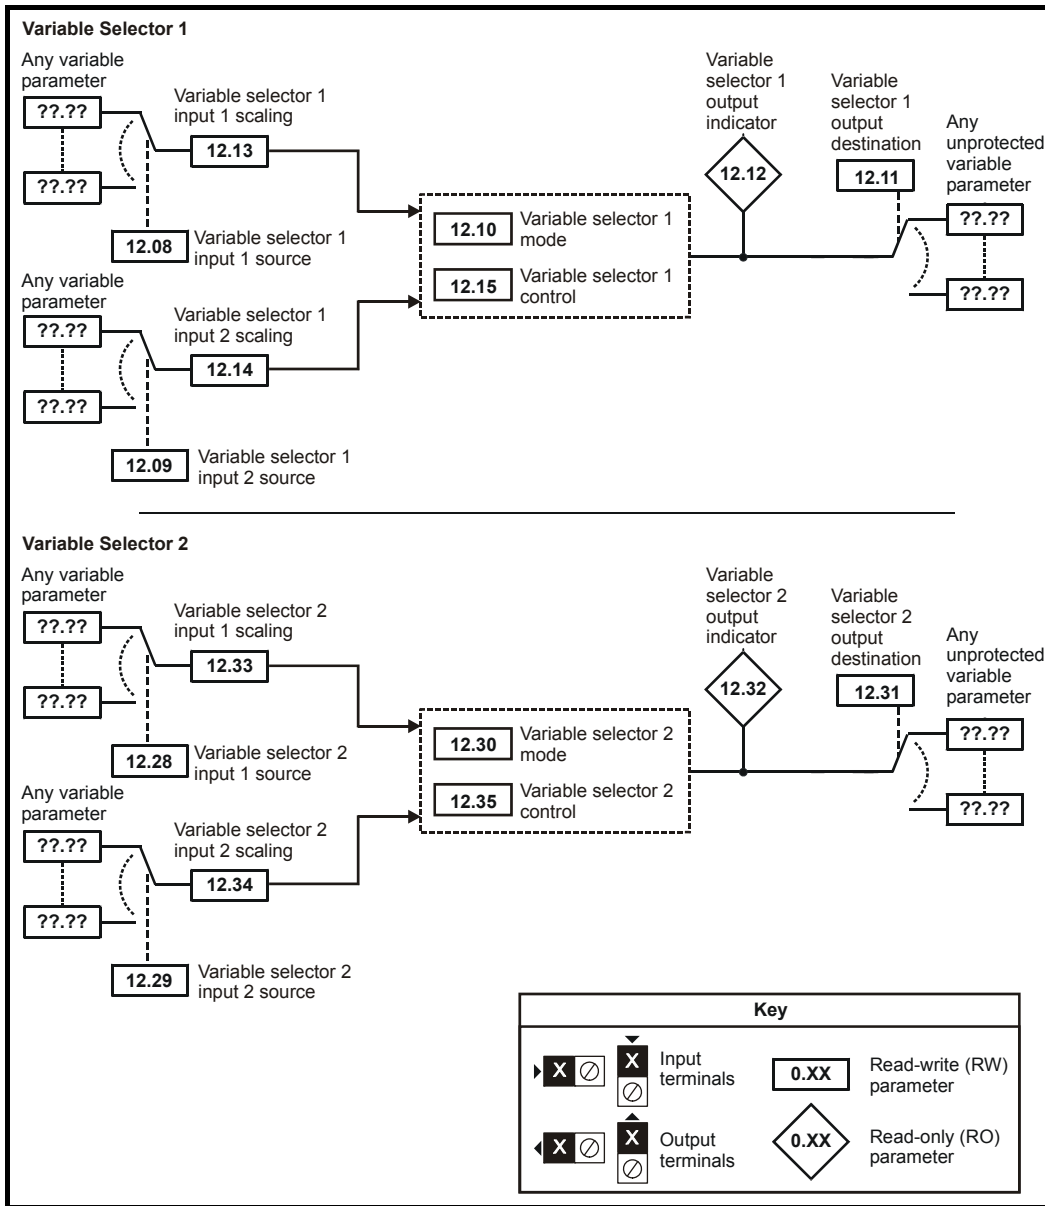 Variable Selector 1
Any variable
parameter
??.??
??.??
Variable selector 1
input 1 scaling
12.13
12.08
Variable selector 1
input 1 source
Any variable
parameter
??.??
??.??
Variable selector 1
input 2 scaling
12.14
12.09
Variable selector 1
input 2 source
12.10
Variable selector 1
mode
12.15
Variable selector 1
control
Variable
selector 1
output
indicator
12.12
Variable
selector 1
output
destination
12.11
Any
unprotected
variable
parameter
??.??
??.??
Variable Selector 2
Any variable
parameter
??.??
??.??
Variable selector 2
input 1 scaling
12.33
12.28
Variable selector 2
input 1 source
Any variable
parameter
??.??
??.??
Variable selector 2
input 2 scaling
12.34
12.29
Variable selector 2
input 2 source
12.30
Variable selector 2
mode
12.35
Variable selector 2
control
Variable
selector 2
output
indicator
12.32
Variable
selector 2
output
destination
12.31
Any
unprotected
variable
parameter
??.??
??.??
Key
X
X
Input
terminals
0.XX
Read-write (RW)
parameter
X
X
Output
terminals
0.XX
Read-only (RO)
parameter